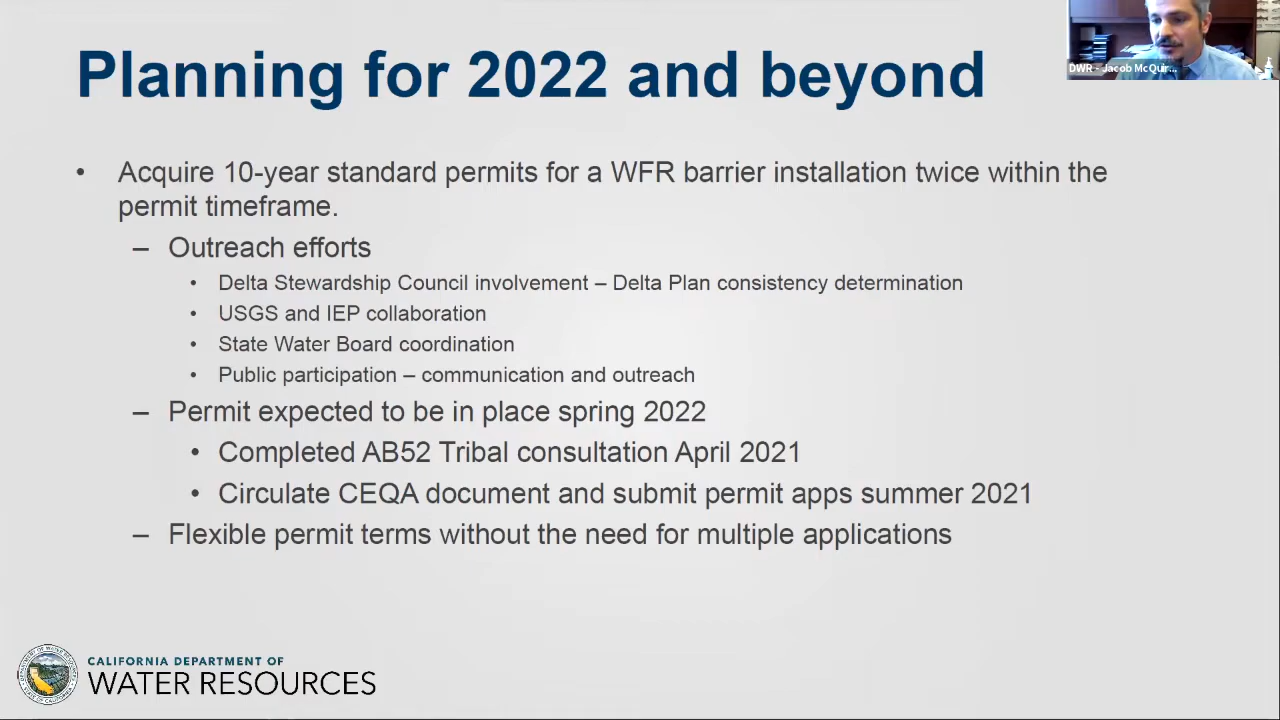 Planning for 2022 and beyond
DWR - Jacob McQuir...
• Acquire 10-year standard permits for a WFR barrier installation twice within the
permit timeframe.
– Outreach efforts
• Delta Stewardship Council involvement – Delta Plan consistency determination
• USGS and IEP collaboration
• State Water Board coordination
• Public participation – communication and outreach
– Permit expected to be in place spring 2022
• Completed AB52 Tribal consultation April 2021
• Circulate CEQA document and submit permit apps summer 2021
– Flexible permit terms without the need for multiple applications
CALIFORNIA DEPARTMENT OF
WATER RESOURCES